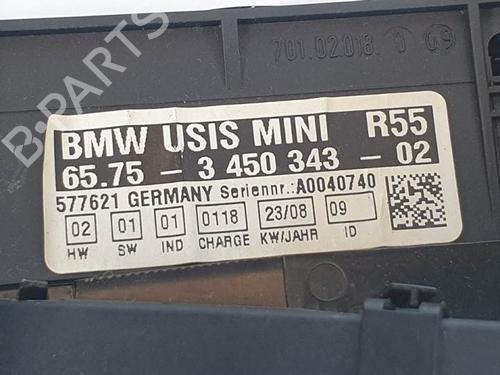 701.02018.
B-PARTS
BMW USIS MINI R55
65.75 - 3 450 343 - 02
577621 GERMANY Seriennr.:A0040740
02 01 01 0118 23/08 09
HW SW IND CHARGE KW/JAHR ID